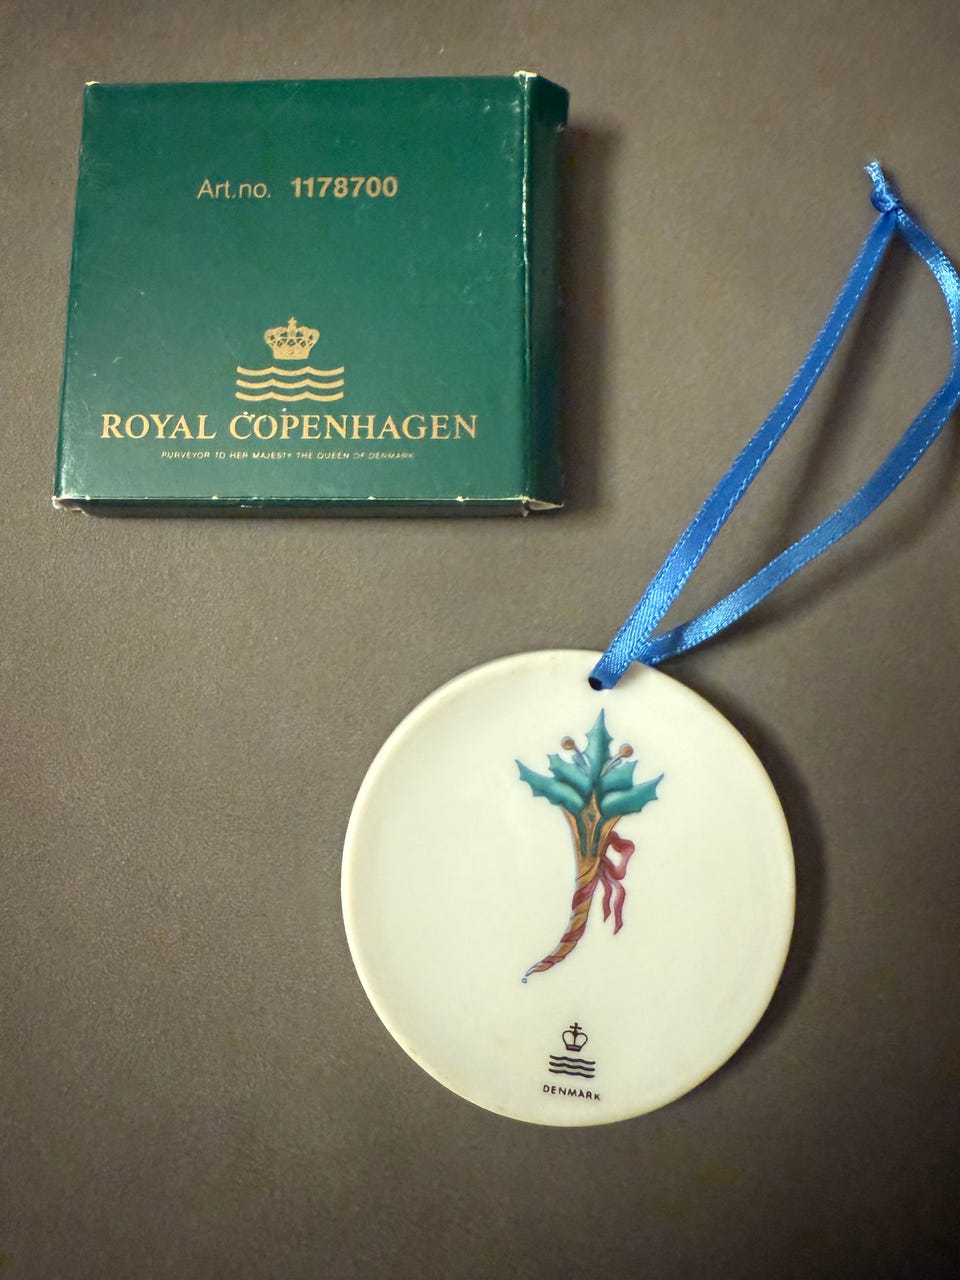 Art.no. 1178700
ROYAL COPENHAGEN
PURVEYOR TO HER MAJESTY THE QUEEN OF DENMARK
DENMARK